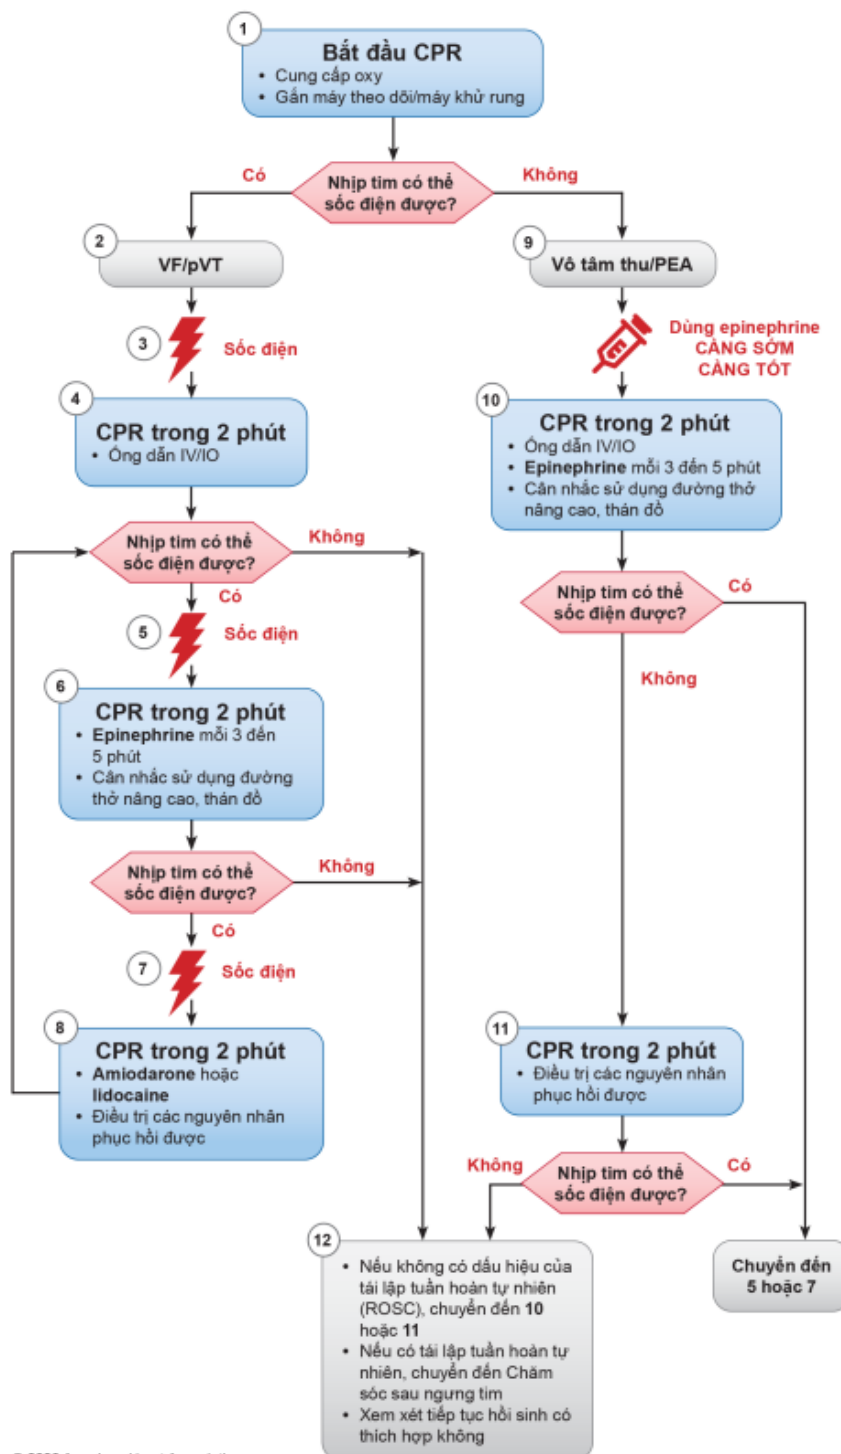 1
Bắt đầu CPR
• Cung cấp oxy
• Gắn máy theo dõi/máy khử rung
Có
Nhịp tim có thể
sốc điện được?
Không
2
VF/pVT
9
Vô tâm thu/PEA
3
Sốc điện
Dùng epinephrine
CÀNG SỚM
CÀNG TỐT
4
CPR trong 2 phút
• Ống dẫn IV/IO
10
CPR trong 2 phút
• Ống dẫn IV/IO
• Epinephrine mỗi 3 đến 5 phút
• Cân nhắc sử dụng đường thở
nâng cao, thán đồ
Nhịp tim có thể
sốc điện được?
Không
Có
Nhịp tim có thể
sốc điện được?
Có
Không
5
Sốc điện
6
CPR trong 2 phút
• Epinephrine mỗi 3 đến
5 phút
• Cân nhắc sử dụng đường
thở nâng cao, thán đồ
Nhịp tim có thể
sốc điện được?
Không
Có
7
Sốc điện
8
CPR trong 2 phút
• Amiodarone hoặc
lidocaine
• Điều trị các nguyên nhân
phục hồi được
11
CPR trong 2 phút
• Điều trị các nguyên nhân
phục hồi được
Không
Nhịp tim có thể
sốc điện được?
Có
12
• Nếu không có dấu hiệu của
tái lập tuần hoàn tự nhiên
(ROSC), chuyển đến 10
hoặc 11
• Nếu có tái lập tuần hoàn tự
nhiên, chuyển đến Chăm
sóc sau ngưng tim
• Xem xét tiếp tục hồi sinh có
thích hợp không
Chuyển đến
5 hoặc 7